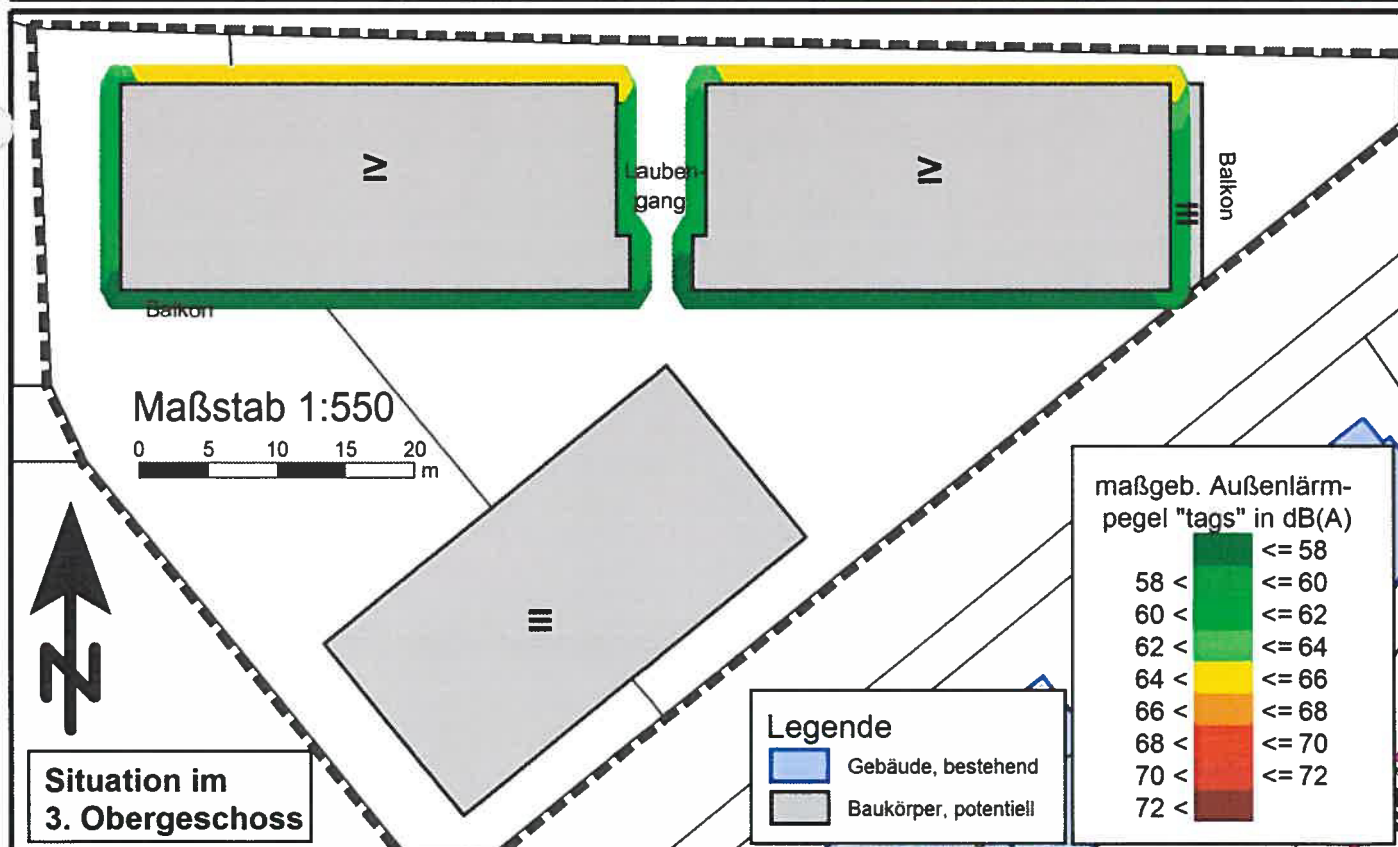 IV
IV
Lauben-
gang
Balkon
III
Balkon
Maßstab 1:550
0 5 10 15 20
m
III
N
Situation im
3. Obergeschoss
Legende
Gebäude, bestehend
Baukörper, potentiell
maßgeb. Außenlärm-
pegel "tags" in dB(A)
<= 58
58 < <= 60
60 < <= 62
62 < <= 64
64 < <= 66
66 < <= 68
68 < <= 70
70 < <= 72
72 <